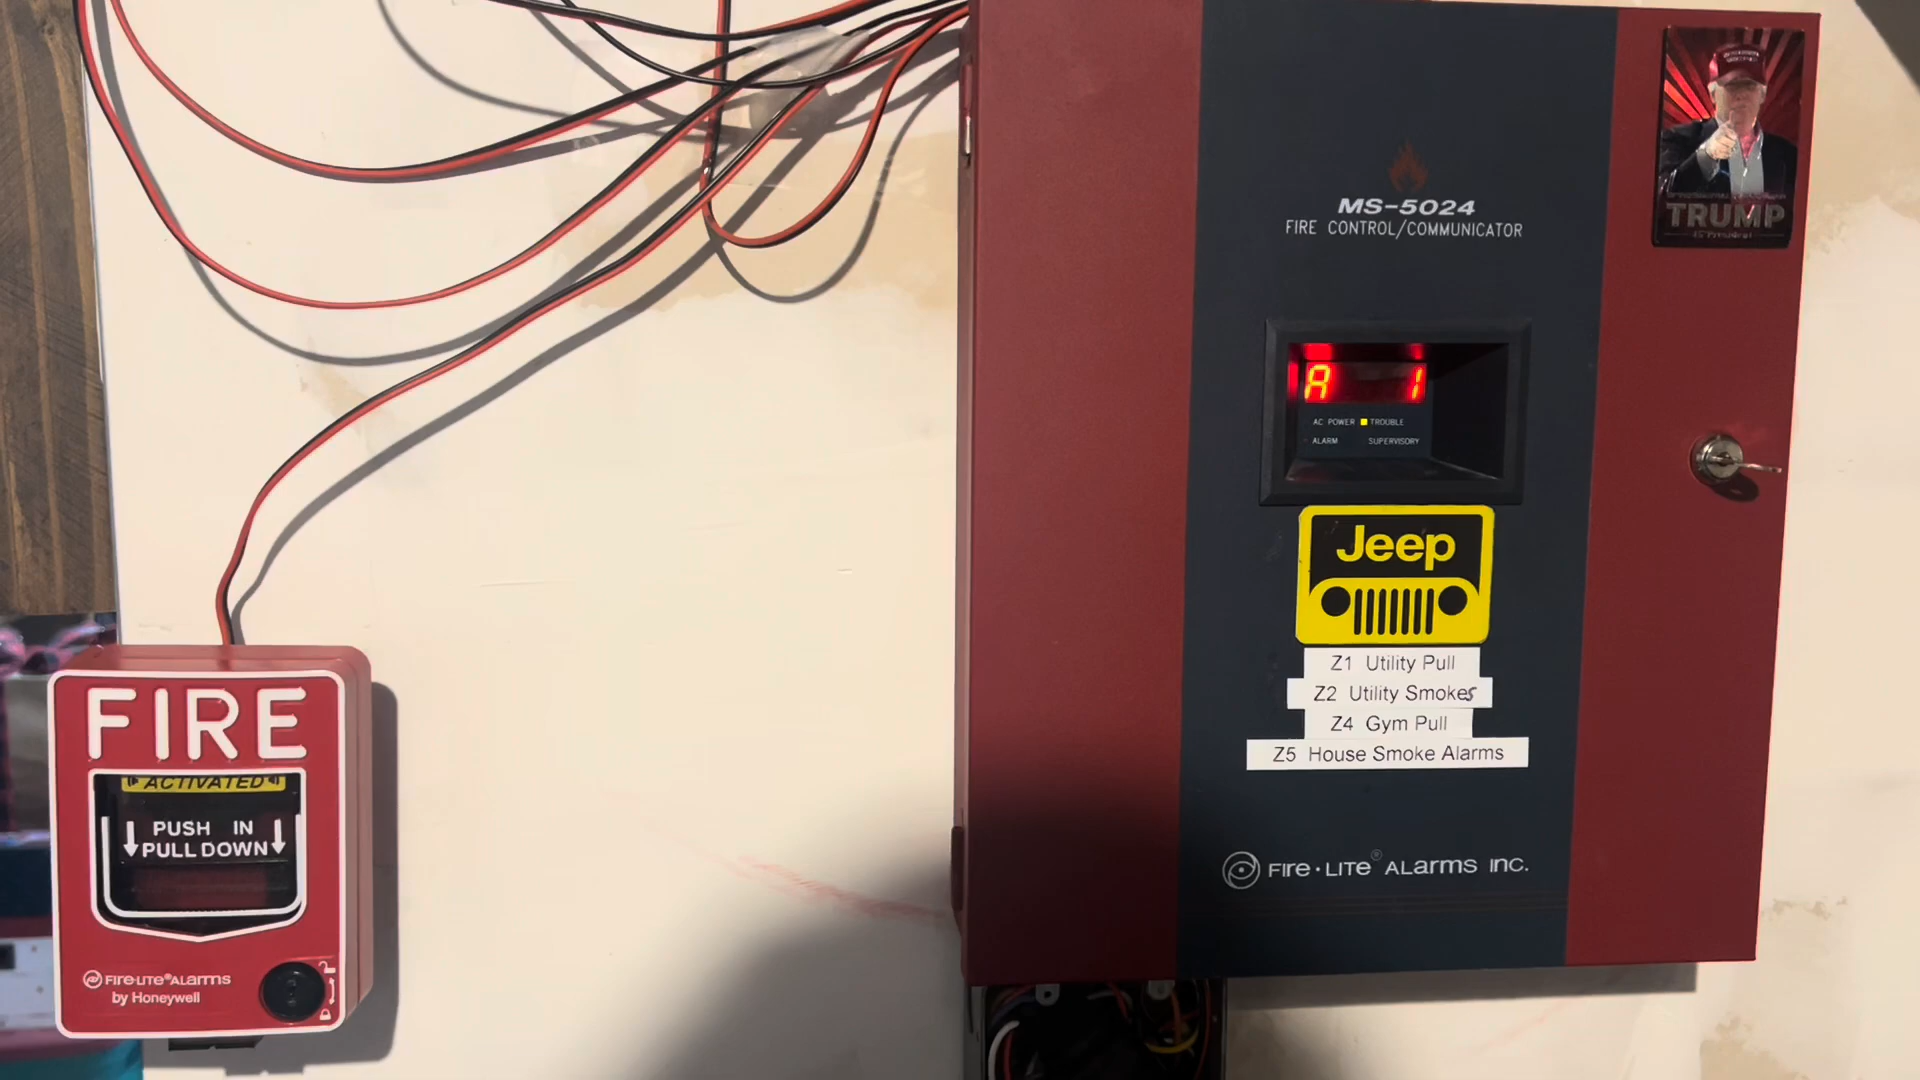 MS-5024
FIRE CONTROL/COMMUNICATOR
TRUMP
A 1
AC POWER TROUBLE
ALARM SUPERVISORY
Jeep
Z1 Utility Pull
Z2 Utility Smokes
Z4 Gym Pull
Z5 House Smoke Alarms
FIRE·LITE® ALARMS INC.
FIRE
ACTIVATED
PUSH IN
PULL DOWN
FIRE·LITE® ALARMS
by Honeywell